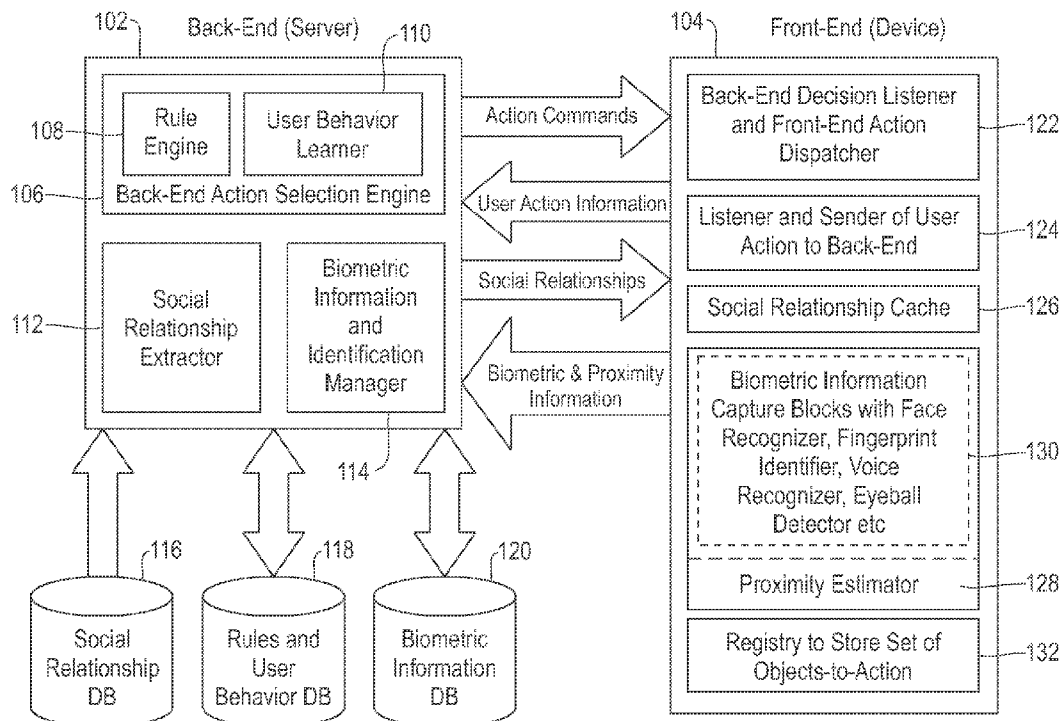 102
Back-End (Server)
110
108
Rule
Engine
User Behavior
Learner
106
Back-End Action Selection Engine
112
Social
Relationship
Extractor
Biometric
Information
and
Identification
Manager
114
116
Social
Relationship
DB
118
Rules and
User
Behavior DB
120
Biometric
Information
DB
Action Commands
User Action Information
Social Relationships
Biometric & Proximity
Information
104
Front-End (Device)
Back-End Decision Listener
and Front-End Action
Dispatcher
122
Listener and Sender of User
Action to Back-End
124
Social Relationship Cache
126
Biometric Information
Capture Blocks with Face
Recognizer, Fingerprint
Identifier, Voice
Recognizer, Eyeball
Detector etc
130
Proximity Estimator
128
Registry to Store Set of
Objects-to-Action
132